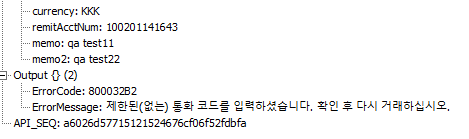 currency: KKK
remitAcctNum: 100201141643
memo: qa test11
memo2: qa test22
Output {} (2)
ErrorCode: 800032B2
ErrorMessage: 제한된(없는) 통화 코드를 입력하셨습니다. 확인 후 다시 거래하십시오.
API_SEQ: a6026d57715121524676cf06f52fdbfa